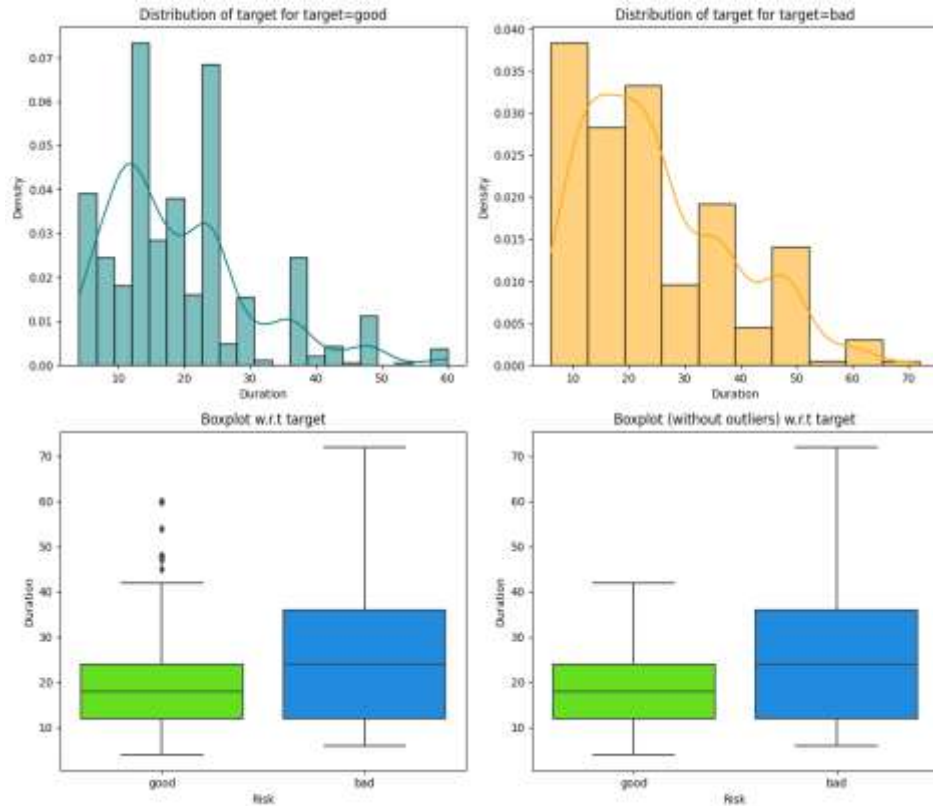 Distribution of target for target=good
Density
0.07
0.06
0.05
0.04
0.03
0.02
0.01
0.00
10 20 30 40 50 60
Duration
Distribution of target for target=bad
Density
0.040
0.035
0.030
0.025
0.020
0.015
0.010
0.005
0.000
10 20 30 40 50 60 70
Duration
Boxplot w.r.t target
Duration
70
60
50
40
30
20
10
good bad
Risk
Boxplot (without outliers) w.r.t target
Duration
70
60
50
40
30
20
10
good bad
Risk